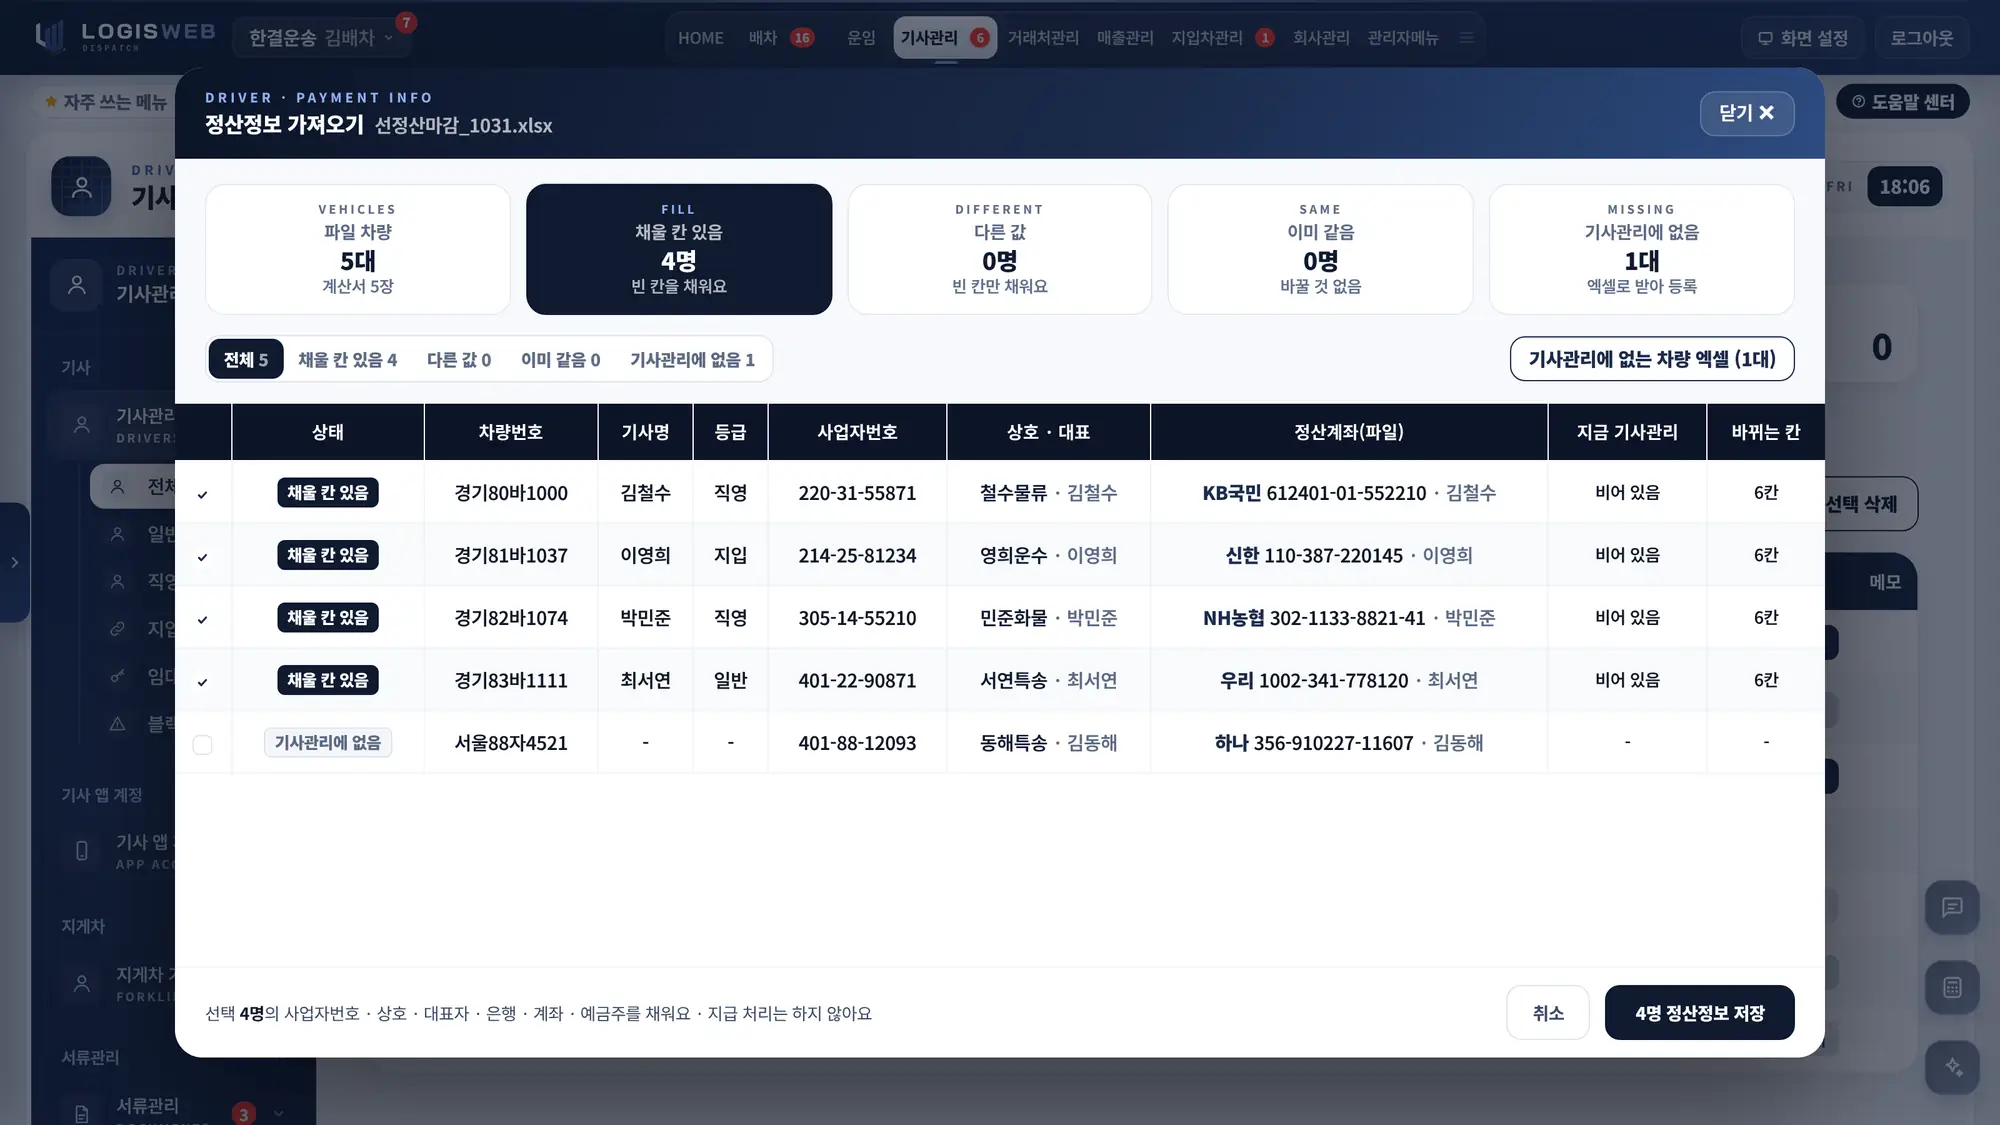 LOGISWEB
DISPATCH
한결운송 김배차
7
HOME
배차 16
운임
기사관리 6
거래처관리
매출관리
지입차관리 1
회사관리
관리자메뉴
화면 설정
로그아웃
자주 쓰는 메뉴
도움말 센터
DRIVER · PAYMENT INFO
정산정보 가져오기 선정산마감_1031.xlsx
닫기
FRI 18:06
VEHICLES
파일 차량
5대
계산서 5장
FILL
채울 칸 있음
4명
빈 칸을 채워요
DIFFERENT
다른 값
0명
빈 칸만 채워요
SAME
이미 같음
0명
바꿀 것 없음
MISSING
기사관리에 없음
1대
엑셀로 받아 등록
전체 5
채울 칸 있음 4
다른 값 0
이미 같음 0
기사관리에 없음 1
기사관리에 없는 차량 엑셀 (1대)
상태 차량번호 기사명 등급 사업자번호 상호 · 대표 정산계좌(파일) 지금 기사관리 바뀌는 칸
채울 칸 있음 경기80바1000 김철수 직영 220-31-55871 철수물류 · 김철수 KB국민 612401-01-552210 · 김철수 비어 있음 6칸
채울 칸 있음 경기81바1037 이영희 지입 214-25-81234 영희운수 · 이영희 신한 110-387-220145 · 이영희 비어 있음 6칸
채울 칸 있음 경기82바1074 박민준 직영 305-14-55210 민준화물 · 박민준 NH농협 302-1133-8821-41 · 박민준 비어 있음 6칸
채울 칸 있음 경기83바1111 최서연 일반 401-22-90871 서연특송 · 최서연 우리 1002-341-778120 · 최서연 비어 있음 6칸
기사관리에 없음 서울88자4521 - - 401-88-12093 동해특송 · 김동해 하나 356-910227-11607 · 김동해 - -
선택 4명의 사업자번호 · 상호 · 대표자 · 은행 · 계좌 · 예금주를 채워요 · 지급 처리는 하지 않아요
취소
4명 정산정보 저장
기사
기사 앱 계정
기사 앱
지게차
지게차
서류관리
서류관리
3
0
선택 삭제
메모